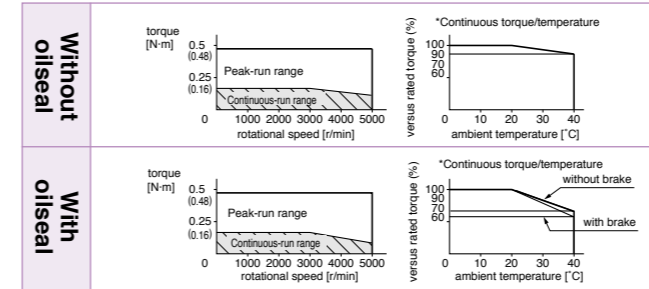 Without
oilseal
torque
[N·m]
0.5
(0.48)
0.25
(0.16)
Peak-run range
Continuous-run range
0 1000 2000 3000 4000 5000
rotational speed [r/min]
*Continuous torque/temperature
versus rated torque (%)
100
90
70
60
0 10 20 30 40
ambient temperature [˚C]
With
oilseal
torque
[N·m]
0.5
(0.48)
0.25
(0.16)
Peak-run range
Continuous-run range
0 1000 2000 3000 4000 5000
rotational speed [r/min]
*Continuous torque/temperature
versus rated torque (%)
without brake
100
90
70
60
with brake
0 10 20 30 40
ambient temperature [˚C]